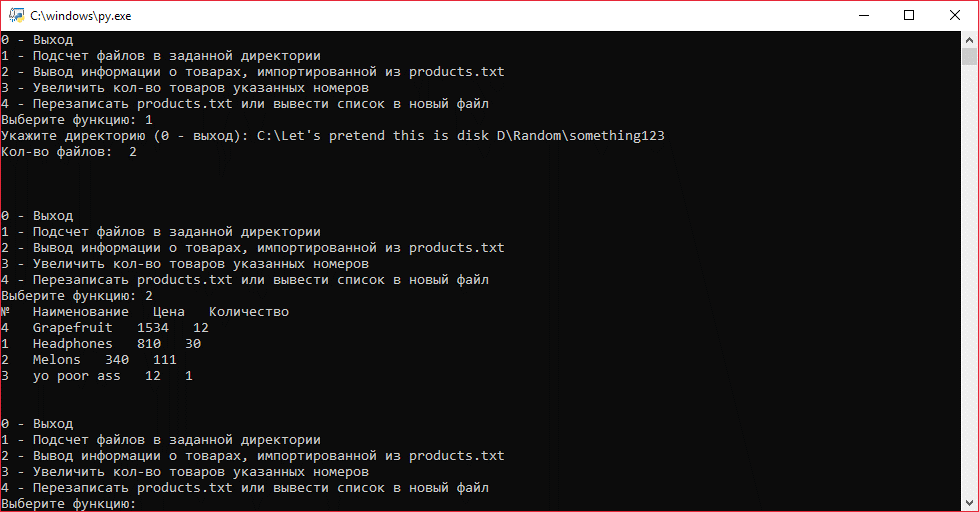 C:\windows\py.exe
0 - Выход
1 - Подсчет файлов в заданной директории
2 - Вывод информации о товарах, импортированной из products.txt
3 - Увеличить кол-во товаров указанных номеров
4 - Перезаписать products.txt или вывести список в новый файл
Выберите функцию: 1
Укажите директорию (0 - выход): C:\Let's pretend this is disk D\Random\something123
Кол-во файлов:  2
0 - Выход
1 - Подсчет файлов в заданной директории
2 - Вывод информации о товарах, импортированной из products.txt
3 - Увеличить кол-во товаров указанных номеров
4 - Перезаписать products.txt или вывести список в новый файл
Выберите функцию: 2
№   Наименование   Цена   Количество
4   Grapefruit   1534   12
1   Headphones   810   30
2   Melons   340   111
3   yo poor ass   12   1
0 - Выход
1 - Подсчет файлов в заданной директории
2 - Вывод информации о товарах, импортированной из products.txt
3 - Увеличить кол-во товаров указанных номеров
4 - Перезаписать products.txt или вывести список в новый файл
Выберите функцию: